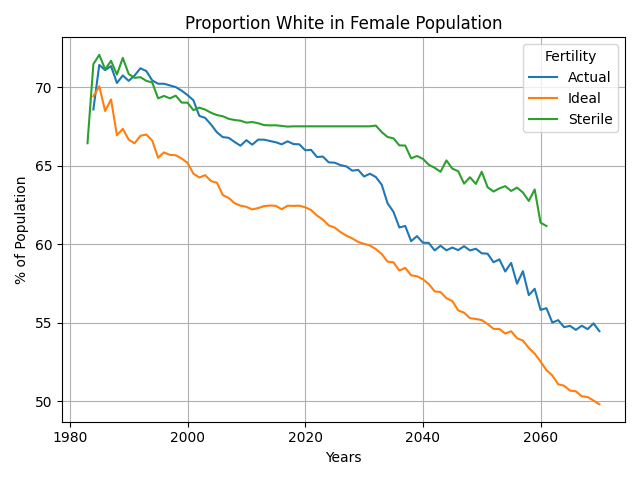 Proportion White in Female Population
Fertility
Actual
Ideal
Sterile
% of Population
70
65
60
55
50
1980
2000
2020
2040
2060
Years